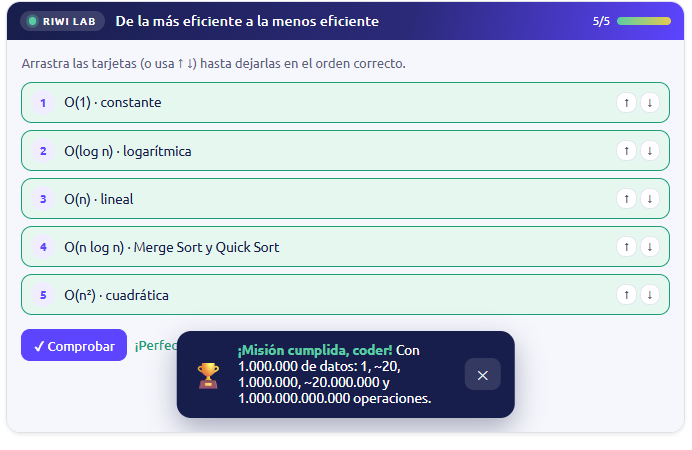 RIWI LAB De la más eficiente a la menos eficiente 5/5
Arrastra las tarjetas (o usa ↑ ↓) hasta dejarlas en el orden correcto.
1 O(1) · constante ↑ ↓
2 O(log n) · logarítmica ↑ ↓
3 O(n) · lineal ↑ ↓
4 O(n log n) · Merge Sort y Quick Sort ↑ ↓
5 O(n²) · cuadrática ↑ ↓
✓ Comprobar ¡Perfec
¡Misión cumplida, coder! Con
1.000.000 de datos: 1, ~20,
1.000.000, ~20.000.000 y
1.000.000.000.000 operaciones.
×